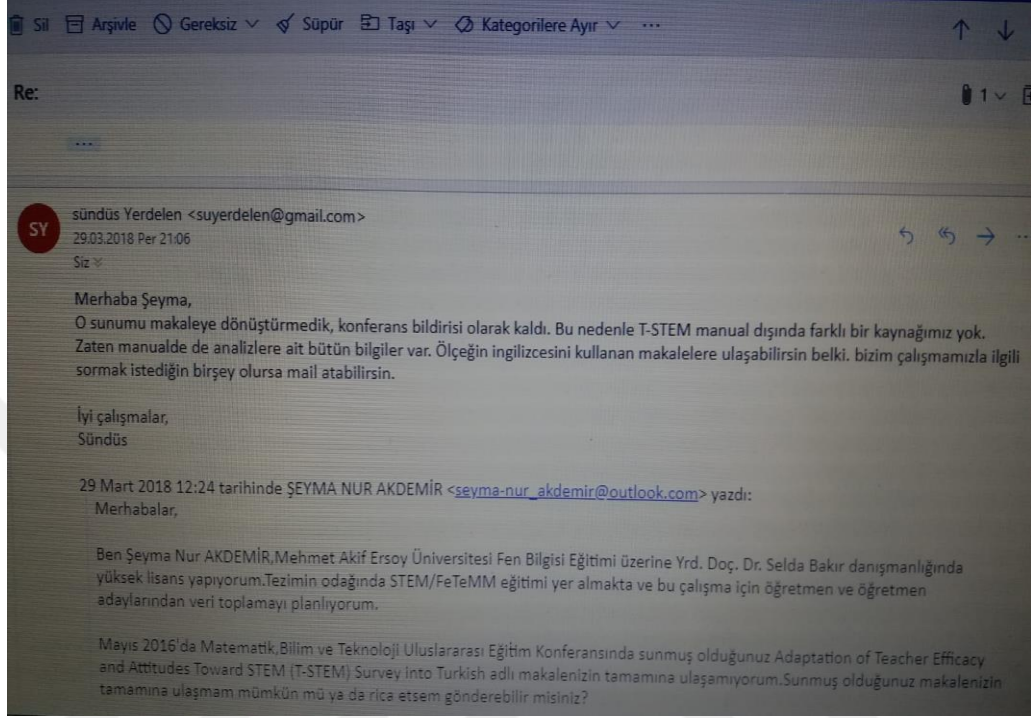 Sil Arşivle Gereksiz Süpür Taşı Kategorilere Ayır ...
Re:
1
...
SY
sündüs Yerdelen <suyerdelen@gmail.com>
29.03.2018 Per 21:06
Siz
Merhaba Şeyma,
O sunumu makaleye dönüştürmedik, konferans bildirisi olarak kaldı. Bu nedenle T-STEM manual dışında farklı bir kaynağımız yok.
Zaten manualde de analizlere ait bütün bilgiler var. Ölçeğin ingilizcesini kullanan makalelere ulaşabilirsin belki. bizim çalışmamızla ilgili
sormak istediğin birşey olursa mail atabilirsin.
İyi çalışmalar,
Sündüs
29 Mart 2018 12:24 tarihinde ŞEYMA NUR AKDEMİR <seyma-nur_akdemir@outlook.com> yazdı:
Merhabalar,
Ben Şeyma Nur AKDEMİR,Mehmet Akif Ersoy Üniversitesi Fen Bilgisi Eğitimi üzerine Yrd. Doç. Dr. Selda Bakır danışmanlığında
yüksek lisans yapıyorum.Tezimin odağında STEM/FeTeMM eğitimi yer almakta ve bu çalışma için öğretmen ve öğretmen
adaylarından veri toplamayı planlıyorum.
Mayıs 2016'da Matematik,Bilim ve Teknoloji Uluslararası Eğitim Konferansında sunmuş olduğunuz Adaptation of Teacher Efficacy
and Attitudes Toward STEM (T-STEM) Survey into Turkish adlı makalenizin tamamına ulaşamıyorum.Sunmuş olduğunuz makalenizin
tamamına ulaşmam mümkün mü ya da rica etsem gönderebilir misiniz?